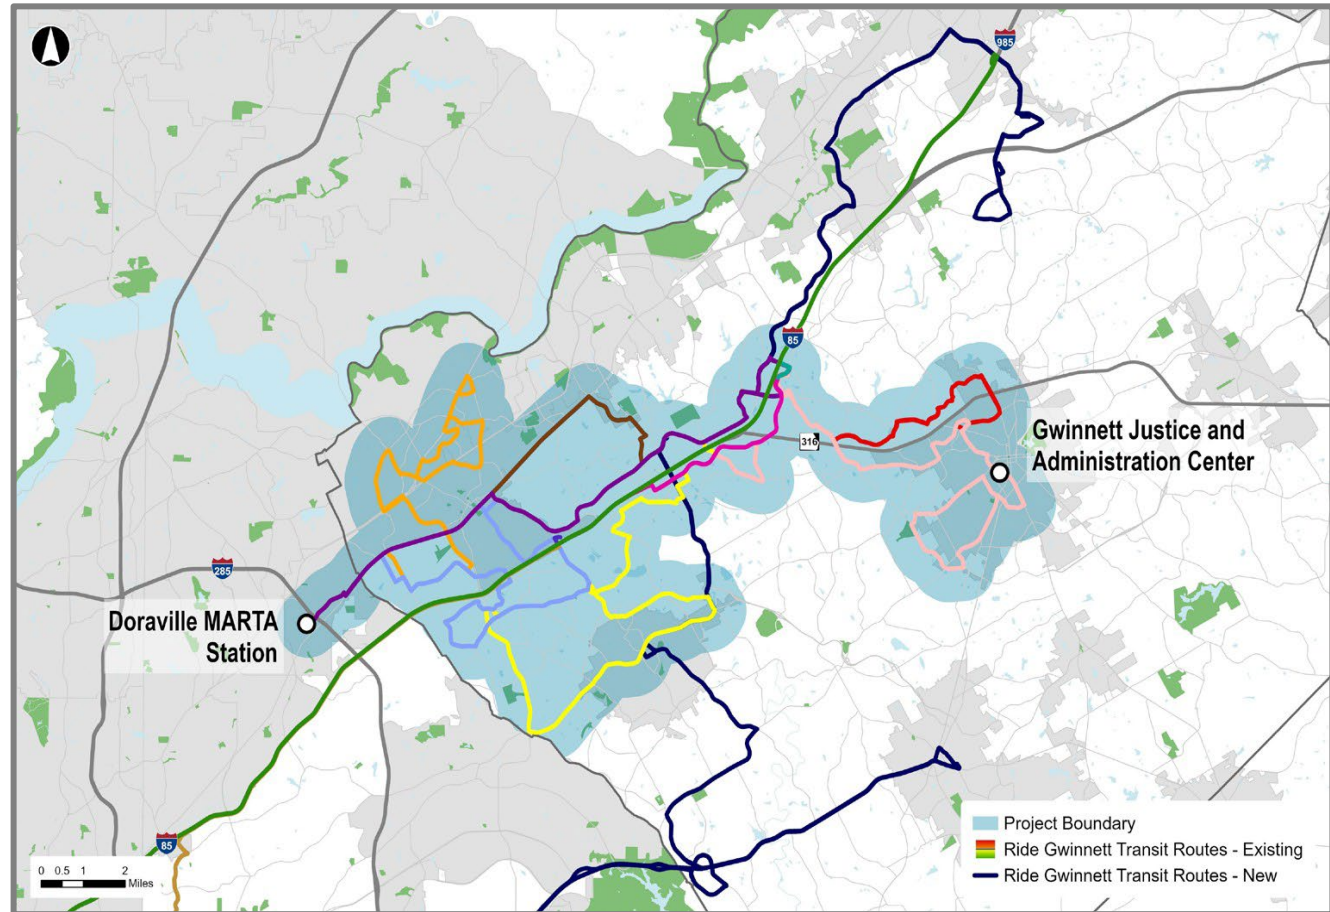 985
85
316
Gwinnett Justice and
Administration Center
285
Doraville MARTA
Station
85
0 0.5 1 2
Miles
Project Boundary
Ride Gwinnett Transit Routes - Existing
Ride Gwinnett Transit Routes - New